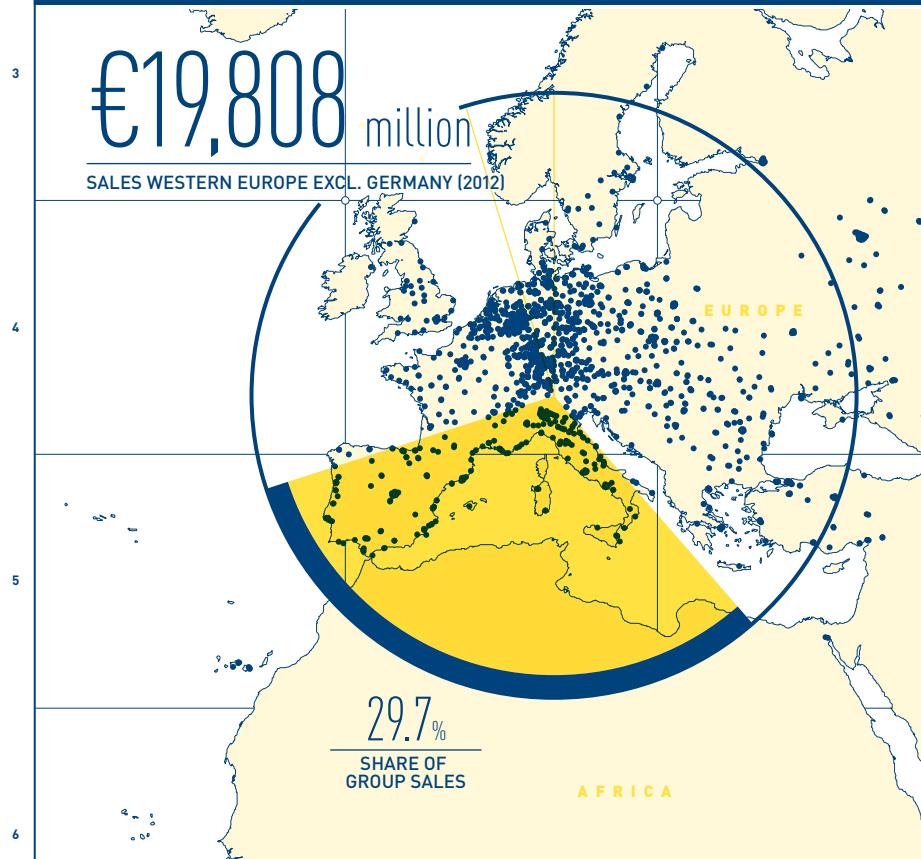 3
€19,808 million
SALES WESTERN EUROPE EXCL. GERMANY (2012)
4
EUROPE
5
29.7%
SHARE OF
GROUP SALES
AFRICA
6